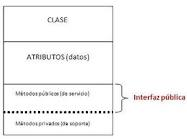 CLASE
ATRIBUTOS (datos)
Métodos públicos (de servicio)
Interfaz pública
Métodos privados (de soporte)